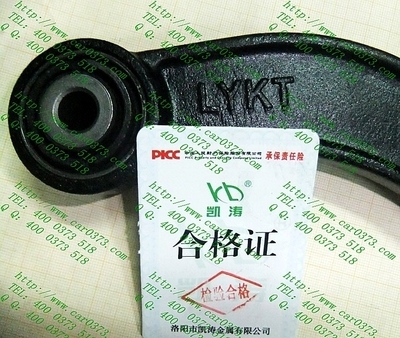 LYKT
PICC
承保责任险
凯涛
合格证
检验合格
洛阳市凯涛金属有限公司
http://www.car0373.com
TEL: 400 0373 518
QQ: 400 0373 518